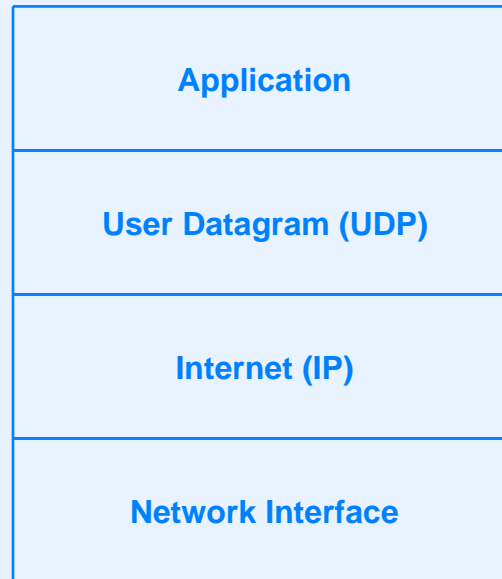 Application
User Datagram (UDP)
Internet (IP)
Network Interface